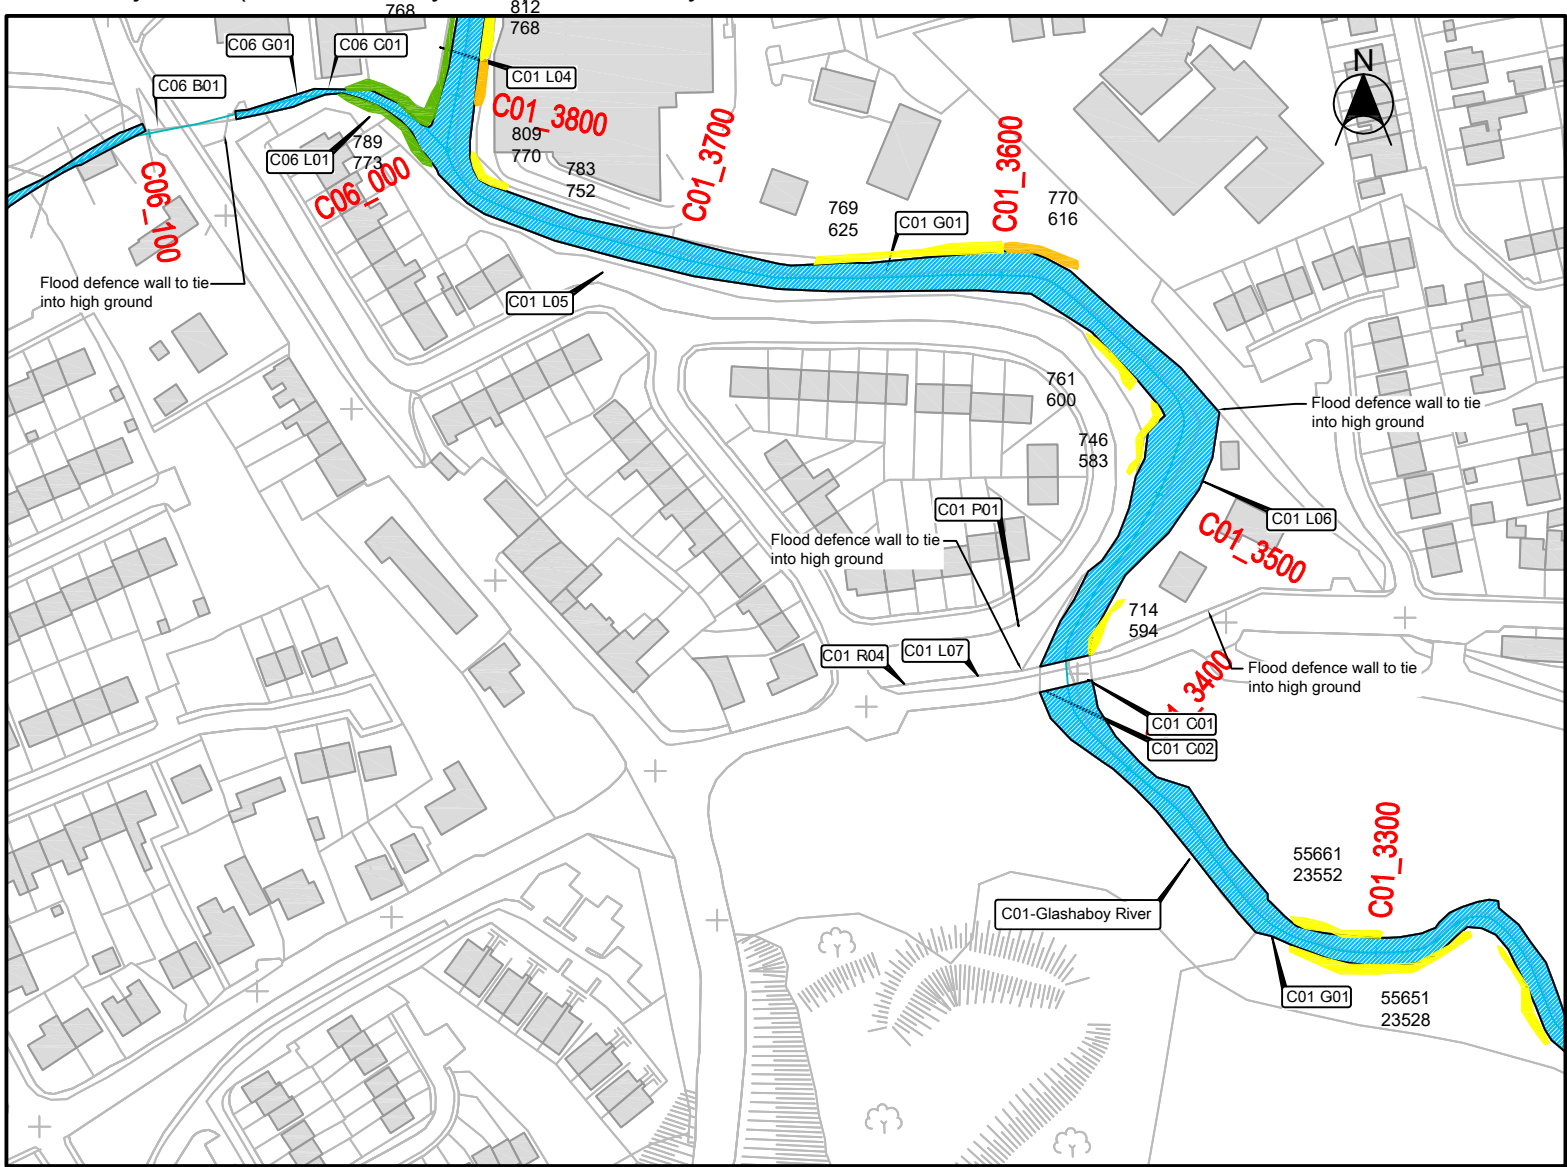 768
812
768
C06 G01
C06 C01
C01 L04
C06 B01
N
C01_3800
C01_3700
C01_3600
809
770
789
773
C06 L01
783
752
C06_100
C06_000
769
625
C01 G01
770
616
Flood defence wall to tie
into high ground
C01 L05
761
600
Flood defence wall to tie
into high ground
746
583
C01 P01
C01 L06
C01_3500
Flood defence wall to tie
into high ground
714
594
C01 R04
C01 L07
Flood defence wall to tie
into high ground
1_3400
C01 C01
C01 C02
C01_3300
55661
23552
C01-Glashaboy River
C01 G01
55651
23528